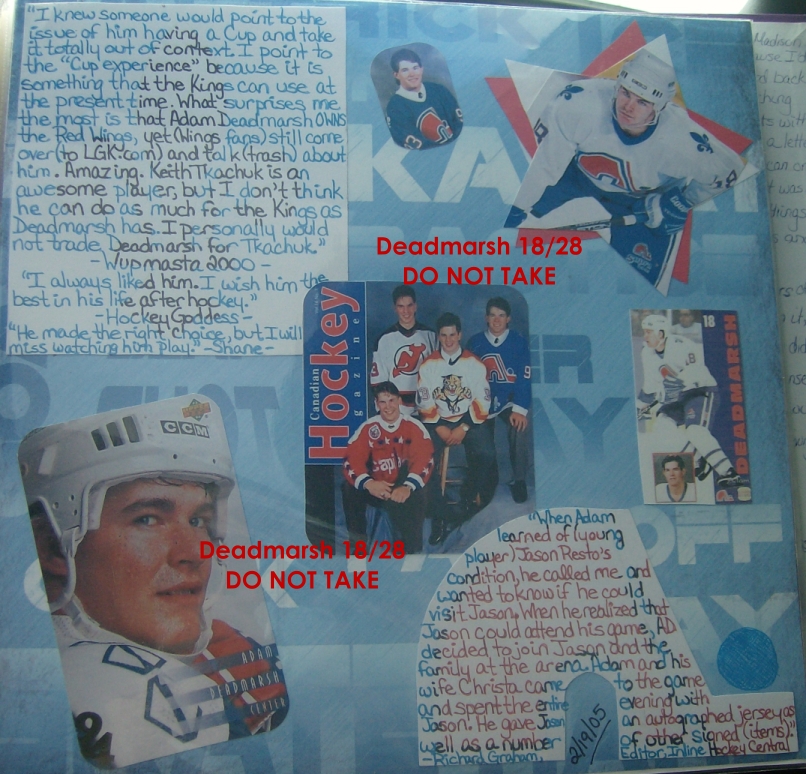 "I know someone would point to the
issue of him having a Cup and take
it totally out of context. I point to
the "Cup experience" because it is
something that the Kings can use at
the present time. What surprises me
the most is that Adam Deadmarsh OWNS
the Red Wings, yet (Wings fans) still come
over (to LGK.com) and talk (trash) about
him. Amazing. Keith Tkachuk is an
awesome player, but I don't think
he can do as much for the Kings as
Deadmarsh has. I personally would
not trade Deadmarsh for Tkachuk."
-Wupmasta 2000-
"I always liked him. I wish him the
best in his life after hockey."
-Hockey Goddess-
"He made the right choice, but I will
miss watching him play." -Shane-
Deadmarsh 18/28
DO NOT TAKE
Canadian
Hockey
magazine
capitals
18
DEADMARSH
CCM
ADAM
DEADMARSH
CENTER
Deadmarsh 18/28
DO NOT TAKE
"When Adam
learned of (young
player) Jason Resto's
condition, he called me and
wanted to know if he could
visit Jason. When he realized that
Jason could attend his game, AD
decided to join Jason and the
family at the arena. Adam and his
wife Christa came to the game
and spent the entire evening with
Jason. He gave Jason an autographed jersey as
well as a number of other signed (items)."
-Richard Graham, Editor, Inline Hockey Central
2/19/05